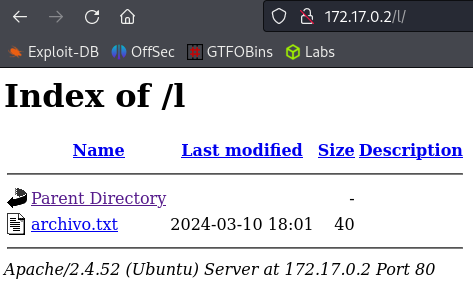 172.17.0.2/l/
Exploit-DB OffSec GTFOBins Labs
Index of /l
Name Last modified Size Description
Parent Directory -
archivo.txt 2024-03-10 18:01 40
Apache/2.4.52 (Ubuntu) Server at 172.17.0.2 Port 80